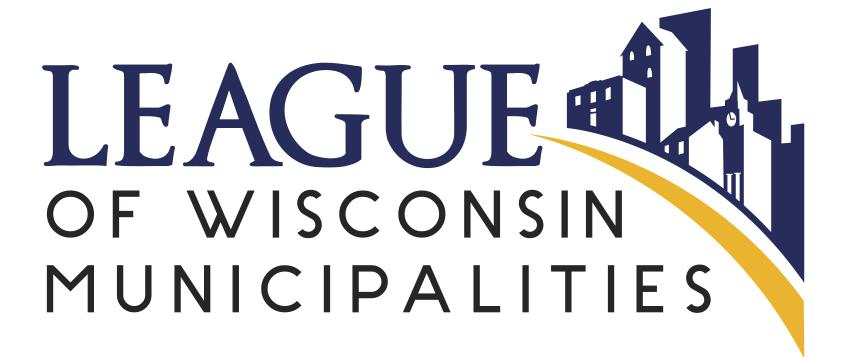 LEAGUE
OF WISCONSIN
MUNICIPALITIES